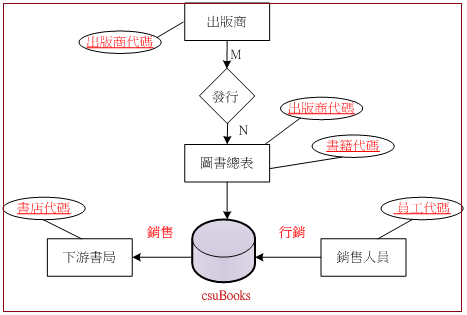 出版商
出版商代碼
M
發行
出版商代碼
N
書籍代碼
圖書總表
書店代碼
員工代碼
銷售
行銷
下游書局
銷售人員
csuBooks